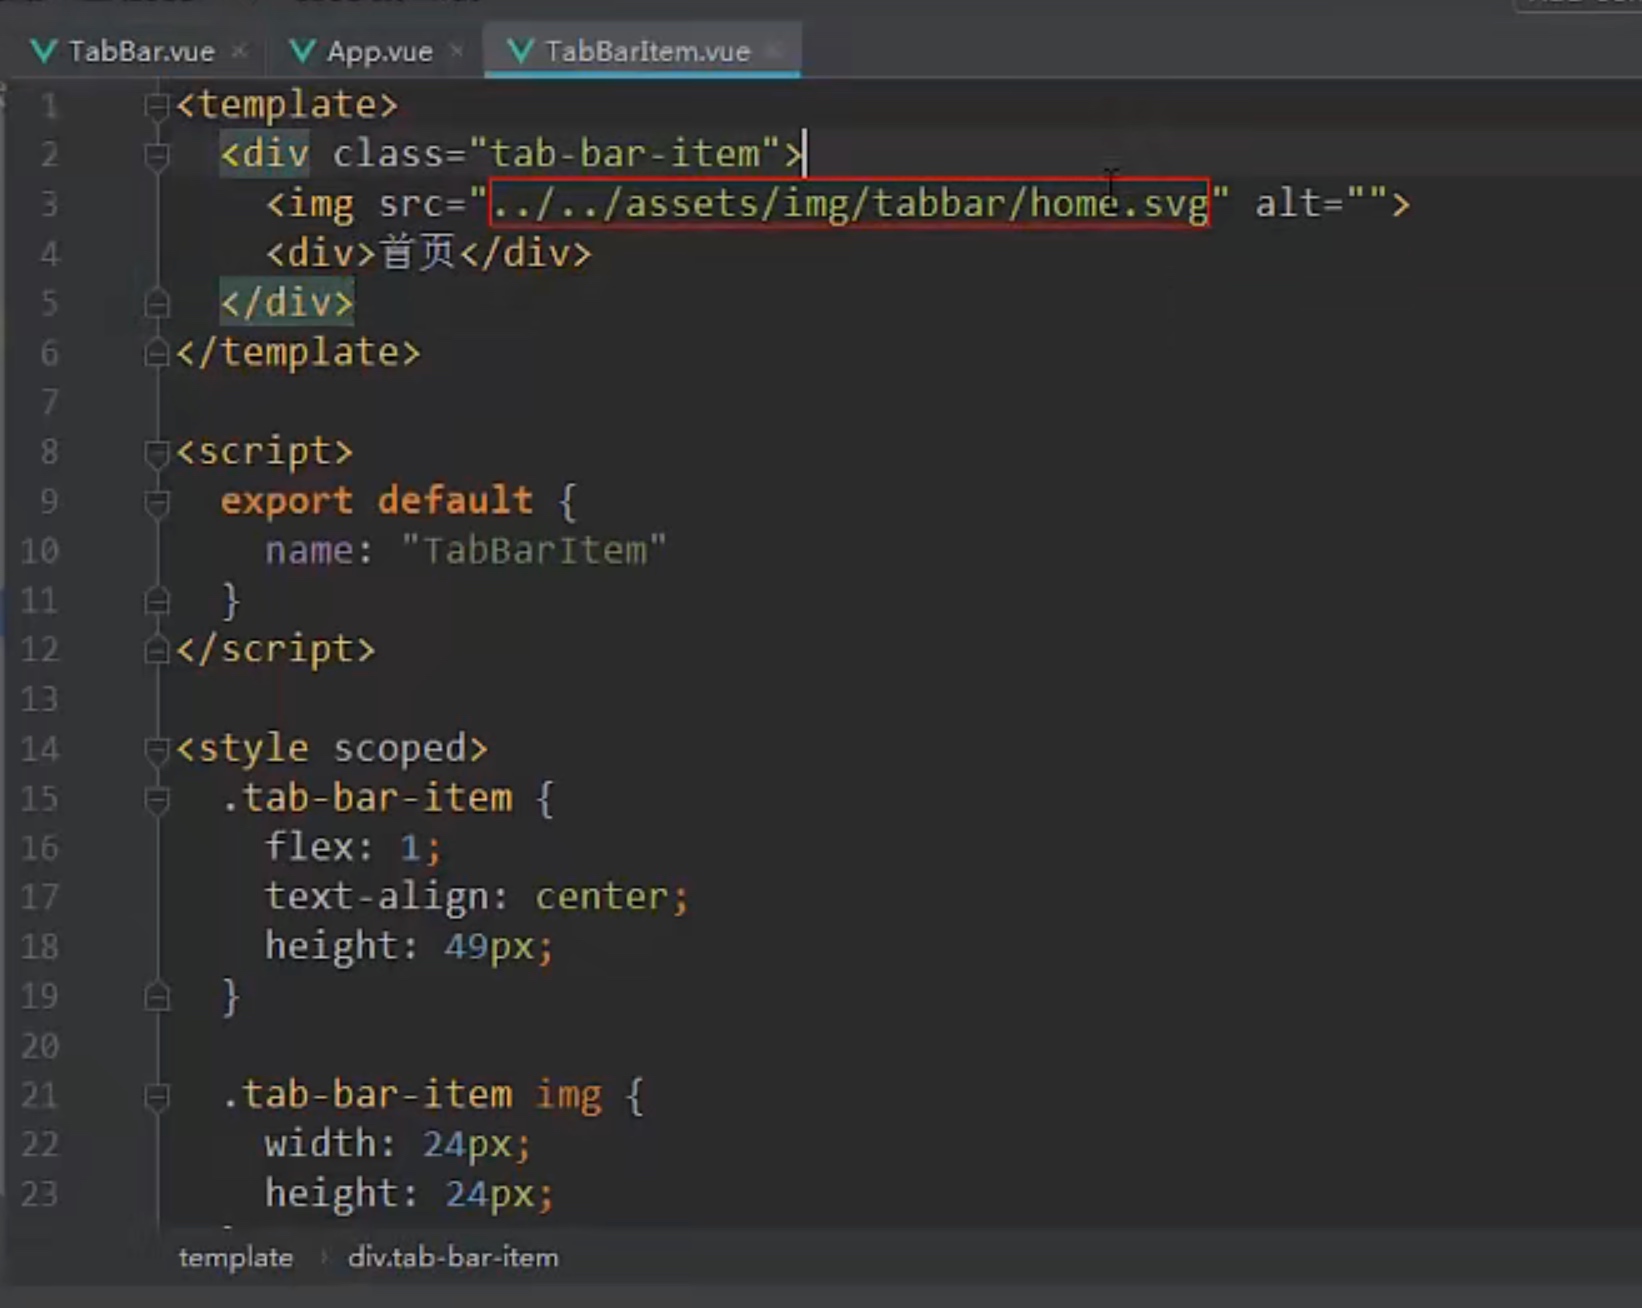 TabBar.vue × App.vue × TabBarItem.vue ×
1 <template>
2 <div class="tab-bar-item">
3 <img src="../../assets/img/tabbar/home.svg" alt="">
4 <div>首页</div>
5 </div>
6 </template>
7
8 <script>
9 export default {
10 name: "TabBarItem"
11 }
12 </script>
13
14 <style scoped>
15 .tab-bar-item {
16 flex: 1;
17 text-align: center;
18 height: 49px;
19 }
20
21 .tab-bar-item img {
22 width: 24px;
23 height: 24px;
template › div.tab-bar-item